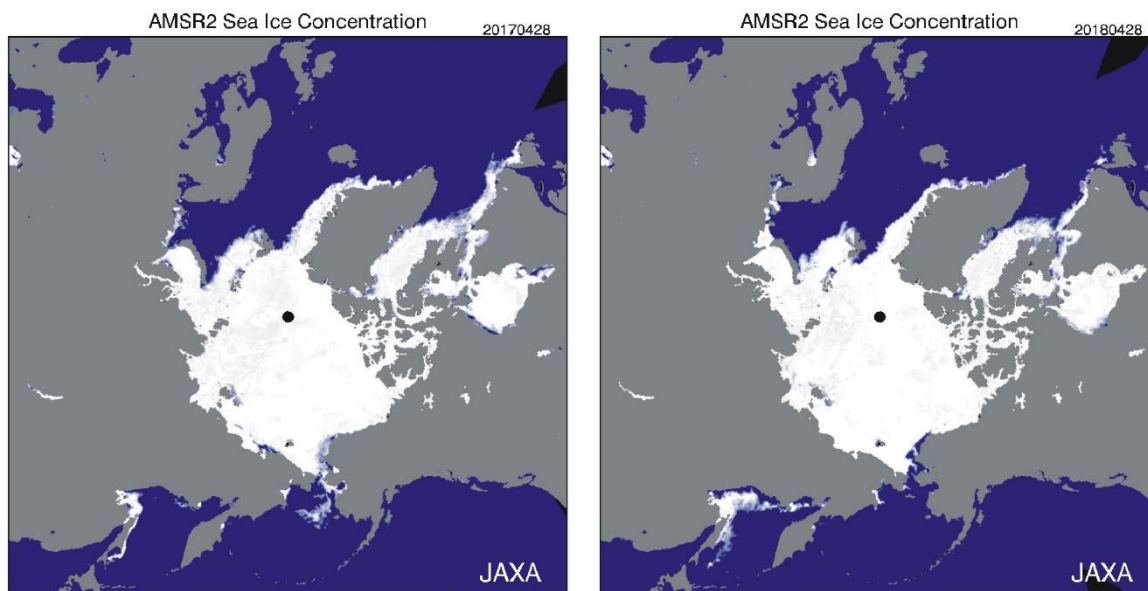 AMSR2 Sea Ice Concentration
20170428
JAXA
AMSR2 Sea Ice Concentration
20180428
JAXA